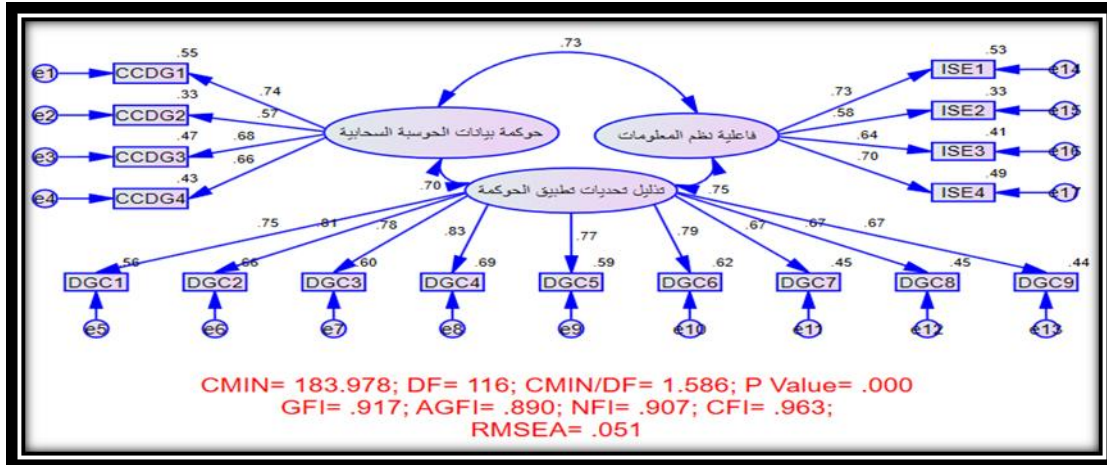 .73
.55
.53
e1
CCDG1
ISE1
e14
.74
.73
.33
.33
e2
CCDG2
ISE2
e15
.57
.58
حوكمة بيانات الحوسبة السحابية
فاعلية نظم المعلومات
.47
.41
e3
CCDG3
ISE3
e16
.68
.64
.43
.49
e4
CCDG4
ISE4
e17
.66
.70
.70
تذليل تحديات تطبيق الحوكمة
.75
.75
.81
.78
.83
.77
.79
.67
.67
.67
.56
.66
.60
.69
.59
.62
.45
.45
.44
DGC1
DGC2
DGC3
DGC4
DGC5
DGC6
DGC7
DGC8
DGC9
e5
e6
e7
e8
e9
e10
e11
e12
e13
CMIN= 183.978; DF= 116; CMIN/DF= 1.586; P Value= .000
GFI= .917; AGFI= .890; NFI= .907; CFI= .963;
RMSEA= .051